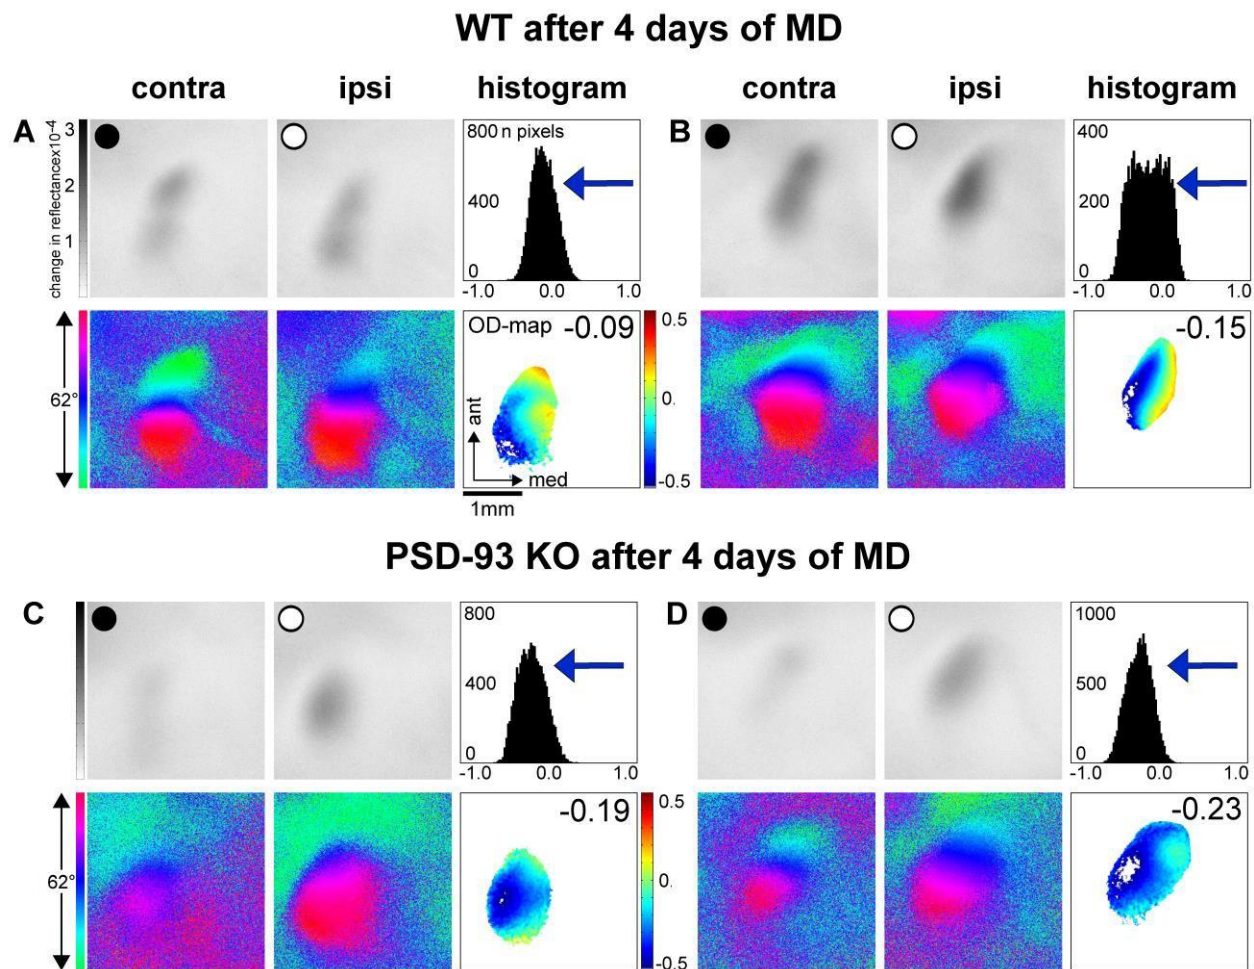 WT after 4 days of MD
contra ipsi histogram contra ipsi histogram
A
change in reflectancex10-4
3
2
1
800 n pixels
400
0
-1.0 0.0 1.0
B
400
200
0
-1.0 0.0 1.0
62°
OD-map -0.09
ant
med
1mm
0.5
0.
-0.5
-0.15
PSD-93 KO after 4 days of MD
C
800
400
0
-1.0 0.0 1.0
D
1000
500
0
-1.0 0.0 1.0
62°
-0.19
0.5
0.
-0.5
-0.23